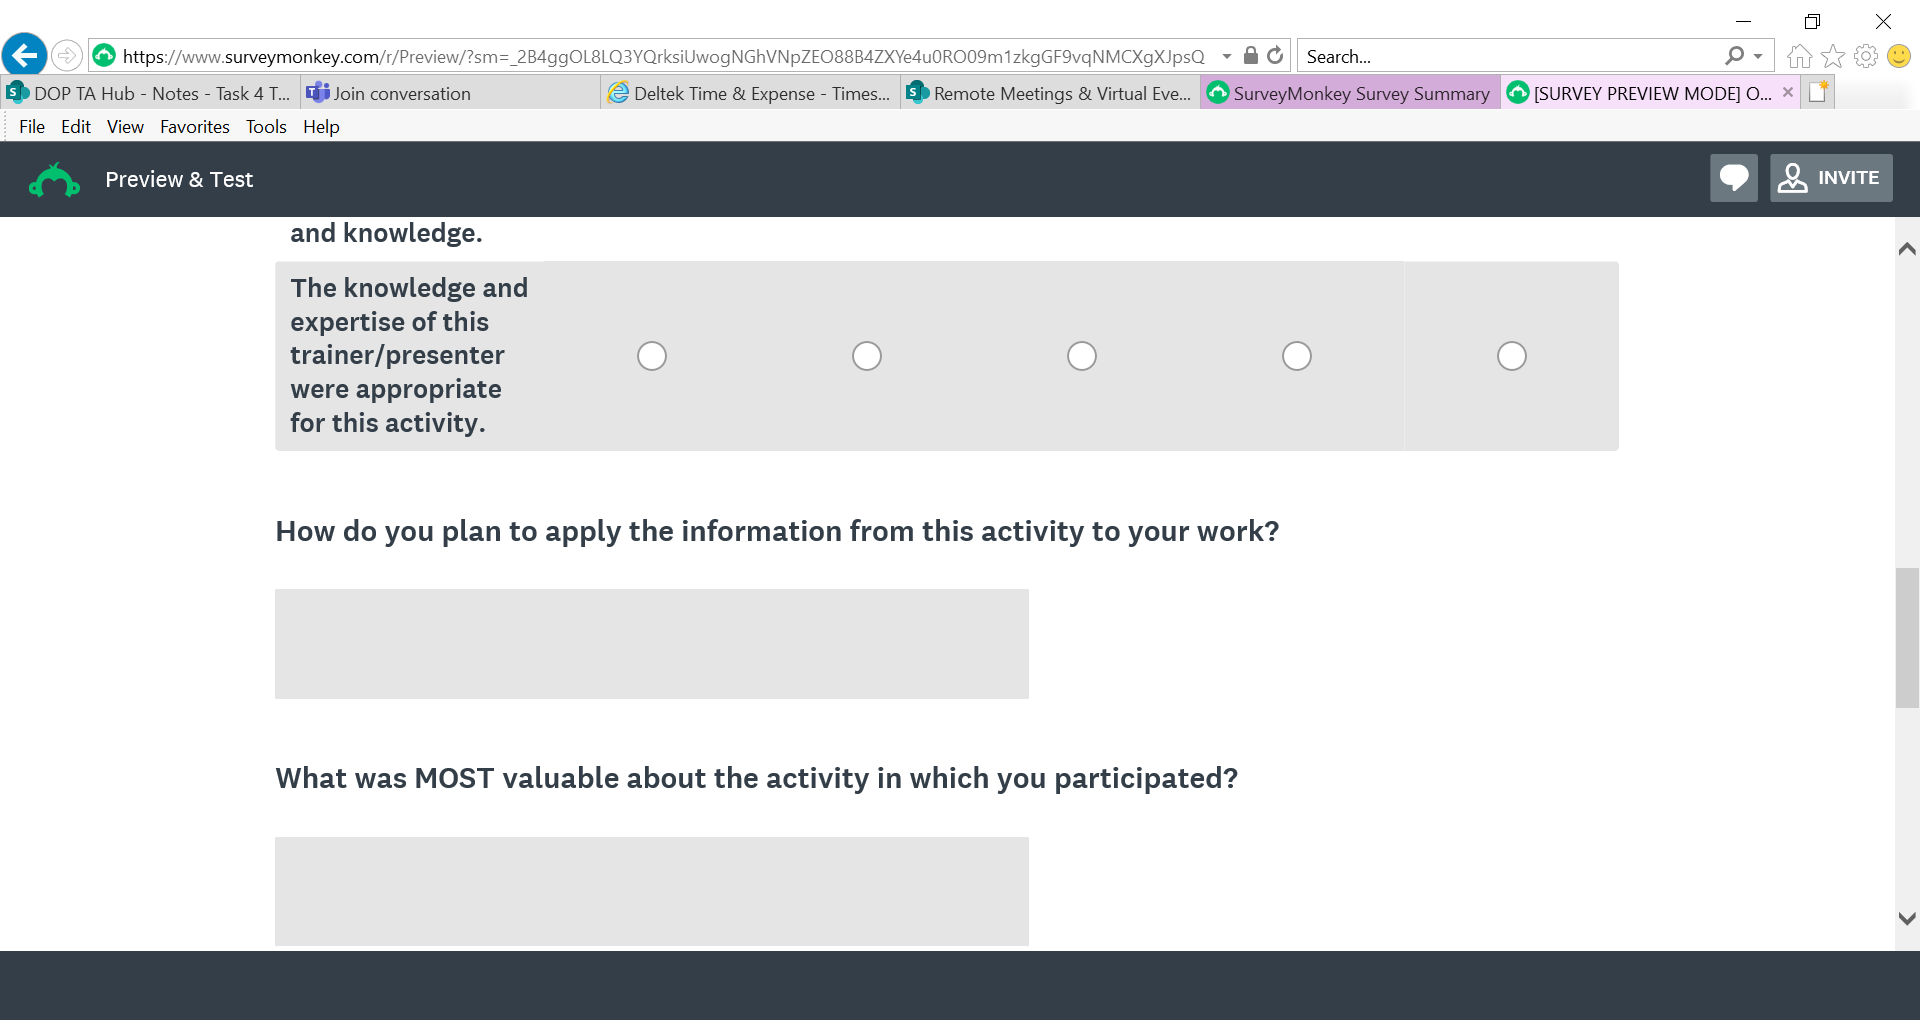 https://www.surveymonkey.com/r/Preview/?sm=_2B4ggOL8LQ3YQrksiUwogNGhVNpZEO88B4ZXYe4u0RO09m1zkgGF9vqNMCXgXJpsQ
Search...
DOP TA Hub - Notes - Task 4 T...
Join conversation
Deltek Time & Expense - Times...
Remote Meetings & Virtual Eve...
SurveyMonkey Survey Summary
[SURVEY PREVIEW MODE] O...
File Edit View Favorites Tools Help
Preview & Test
INVITE
and knowledge.
The knowledge and
expertise of this
trainer/presenter
were appropriate
for this activity.
How do you plan to apply the information from this activity to your work?
What was MOST valuable about the activity in which you participated?